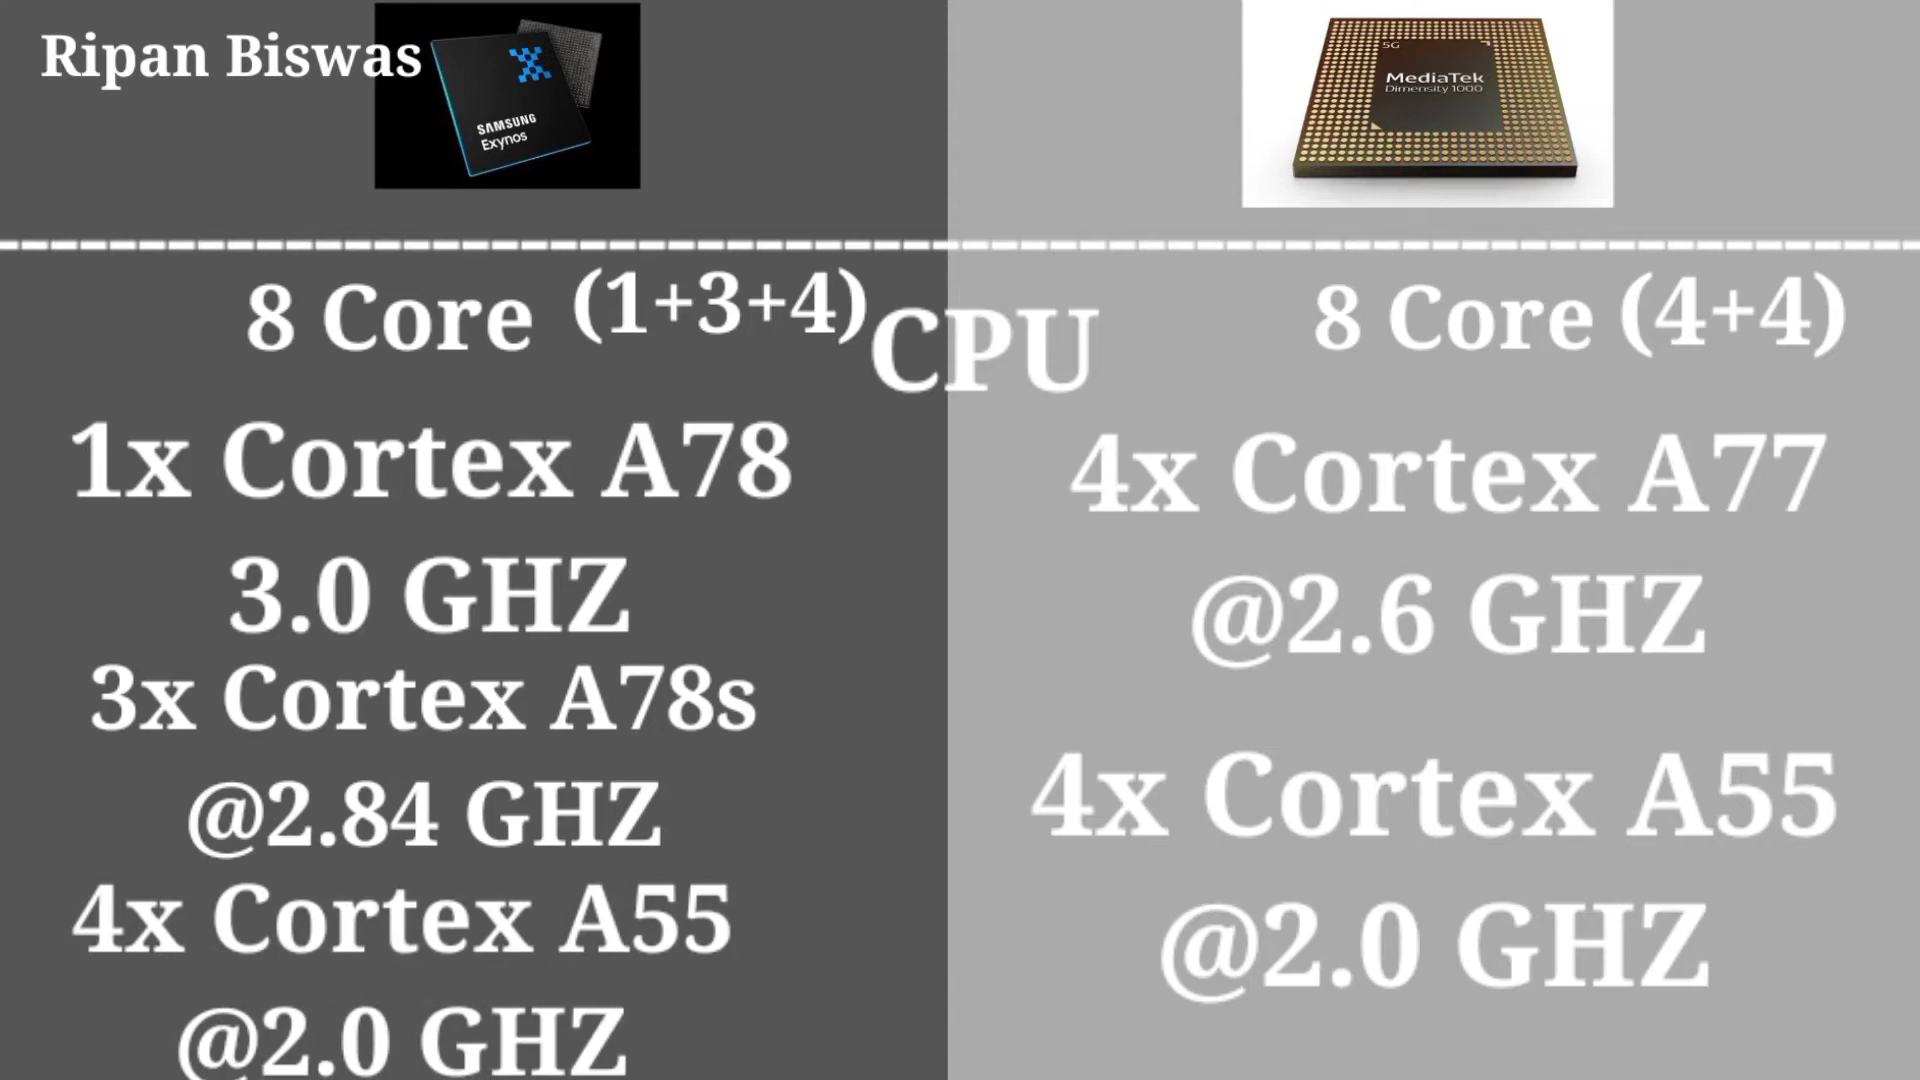 Ripan Biswas
SAMSUNG
Exynos
5G
MediaTek
Dimensity 1000
CPU
8 Core (1+3+4)
1x Cortex A78
3.0 GHZ
3x Cortex A78s
@2.84 GHZ
4x Cortex A55
@2.0 GHZ
8 Core (4+4)
4x Cortex A77
@2.6 GHZ
4x Cortex A55
@2.0 GHZ